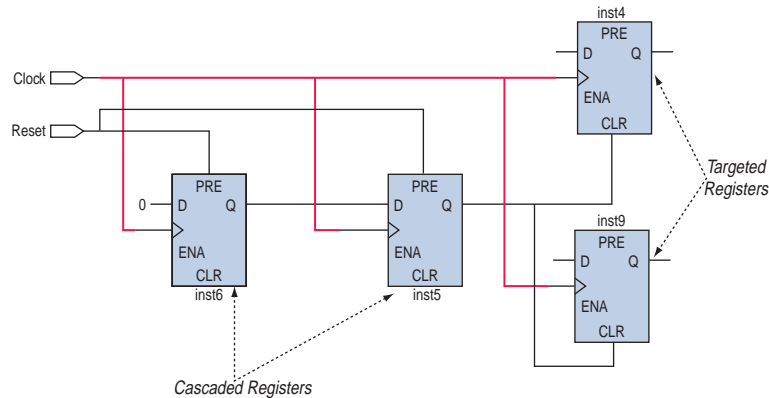 inst4
PRE
D Q
ENA
CLR
Clock
Reset
Targeted
Registers
PRE
0 D Q
ENA
CLR
inst6
PRE
D Q
ENA
CLR
inst5
inst9
PRE
D Q
ENA
CLR
Cascaded Registers